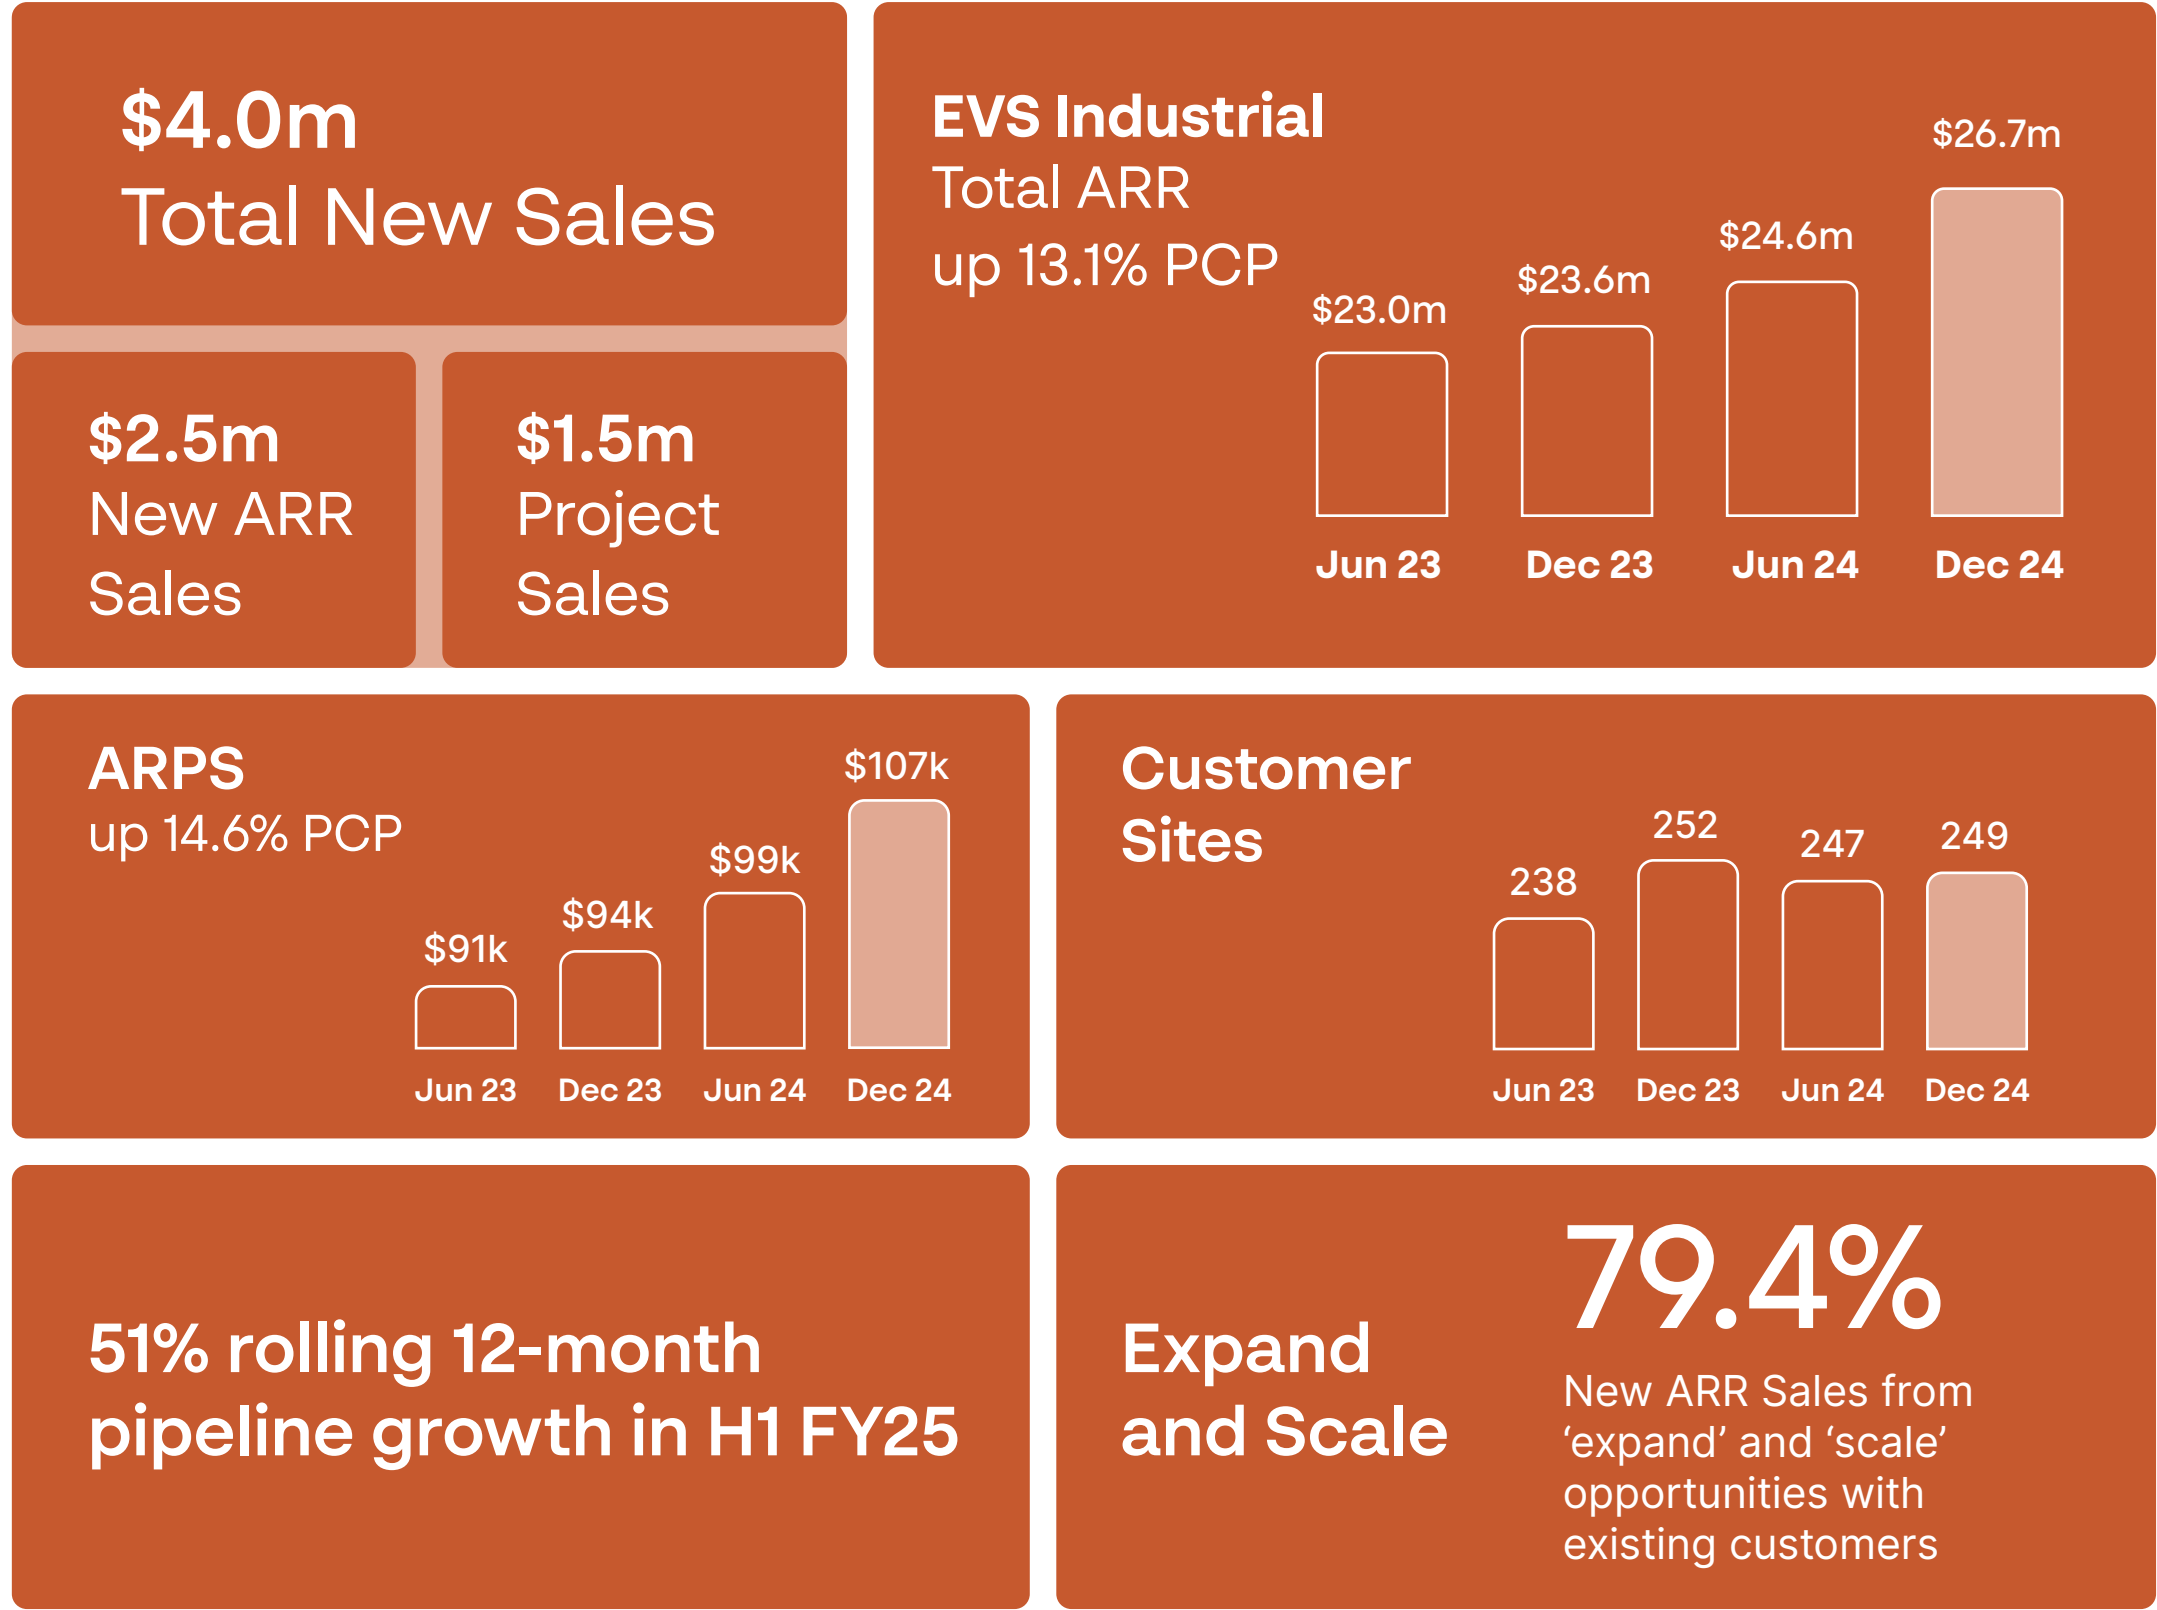 $4.0m
Total New Sales
$2.5m
New ARR
Sales
$1.5m
Project
Sales
EVS Industrial
Total ARR
up 13.1% PCP
$23.0m
$23.6m
$24.6m
$26.7m
Jun 23
Dec 23
Jun 24
Dec 24
ARPS
up 14.6% PCP
$91k
$94k
$99k
$107k
Jun 23
Dec 23
Jun 24
Dec 24
Customer
Sites
238
252
247
249
Jun 23
Dec 23
Jun 24
Dec 24
51% rolling 12-month
pipeline growth in H1 FY25
Expand
and Scale
79.4%
New ARR Sales from
‘expand’ and ‘scale’
opportunities with
existing customers